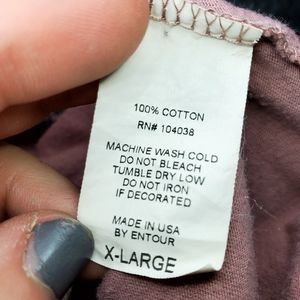 100% COTTON
RN# 104038
MACHINE WASH COLD
DO NOT BLEACH
TUMBLE DRY LOW
DO NOT IRON
IF DECORATED
MADE IN USA
BY ENTOUR
X-LARGE